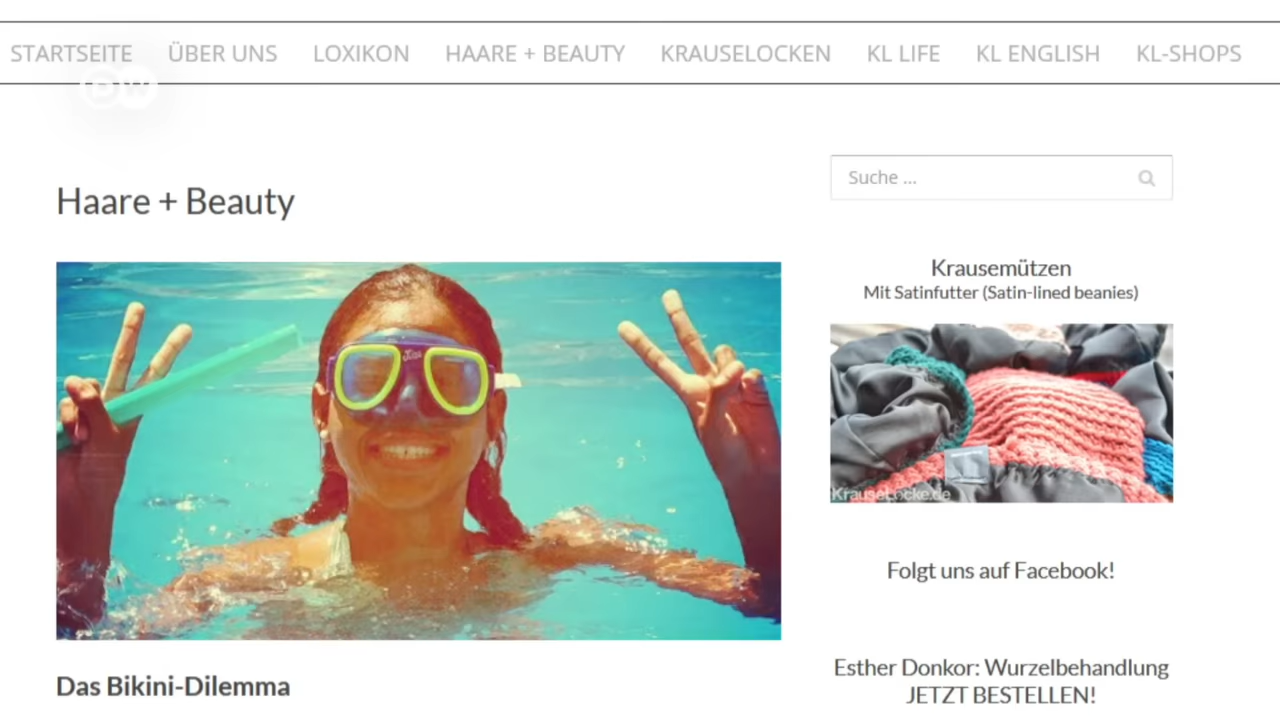 STARTSEITE ÜBER UNS LOXIKON HAARE + BEAUTY KRAUSELOCKEN KL LIFE KL ENGLISH KL-SHOPS
DW
Haare + Beauty
Suche ...
Krausemützen
Mit Satinfutter (Satin-lined beanies)
KrauseLocke.de
Folgt uns auf Facebook!
Das Bikini-Dilemma
Esther Donkor: Wurzelbehandlung
JETZT BESTELLEN!